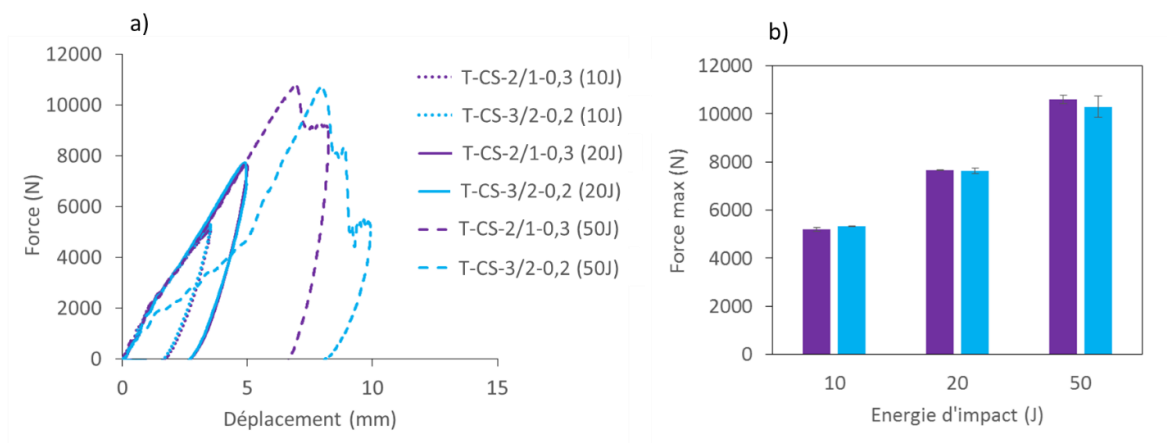 a)
12000
10000
8000
6000
4000
2000
0
Force (N)
0 5 10 15
Déplacement (mm)
T-CS-2/1-0,3 (10J)
T-CS-3/2-0,2 (10J)
T-CS-2/1-0,3 (20J)
T-CS-3/2-0,2 (20J)
T-CS-2/1-0,3 (50J)
T-CS-3/2-0,2 (50J)
b)
12000
10000
8000
6000
4000
2000
0
Force max (N)
10 20 50
Energie d'impact (J)